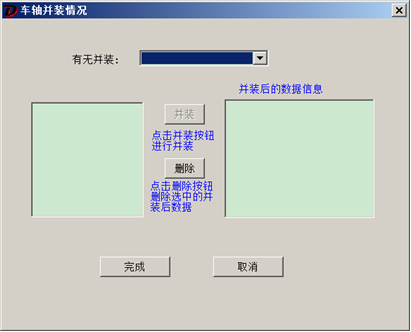 车轴并装情况
有无并装:
并装后的数据信息
并装
点击并装按钮
进行并装
删除
点击删除按钮
删除选中的并
装后数据
完成
取消